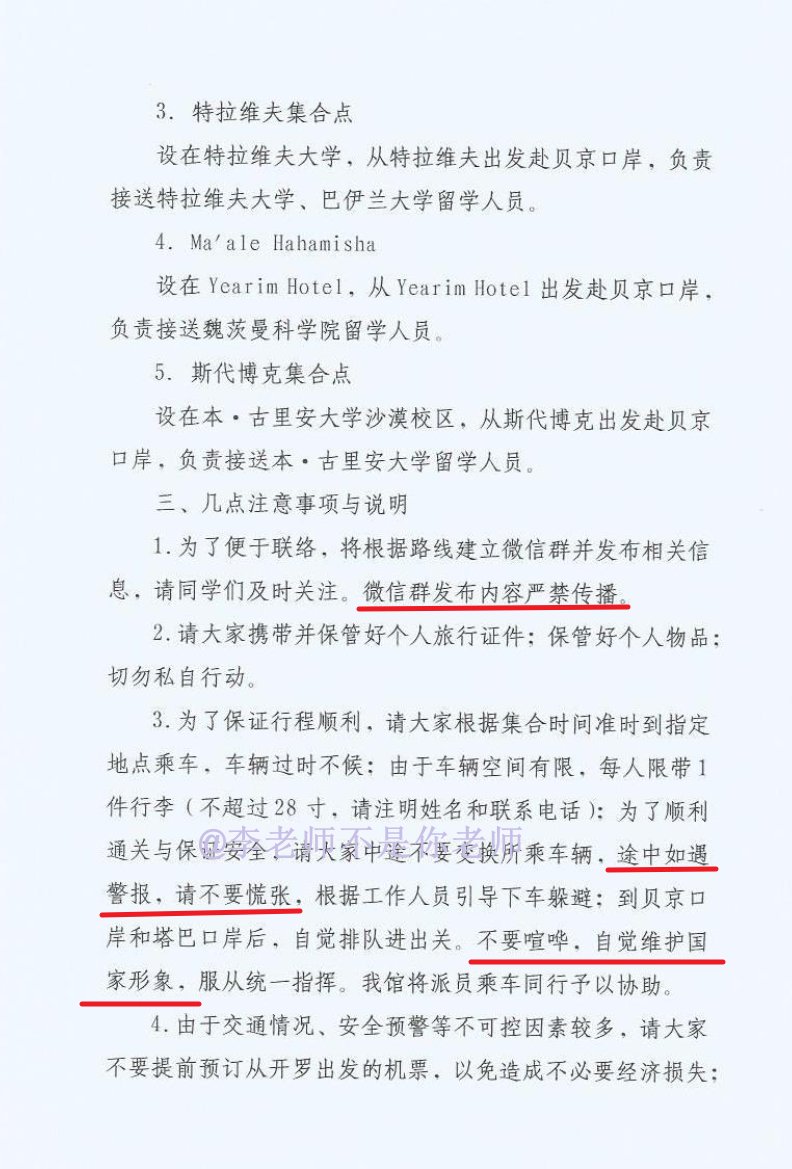 3. 特拉维夫集合点
设在特拉维夫大学，从特拉维夫出发赴贝京口岸，负责
接送特拉维夫大学、巴伊兰大学留学人员。
4. Ma'ale Hahamisha
设在 Yearim Hotel，从 Yearim Hotel 出发赴贝京口岸，
负责接送魏茨曼科学院留学人员。
5. 斯代博克集合点
设在本·古里安大学沙漠校区，从斯代博克出发赴贝京
口岸，负责接送本·古里安大学留学人员。
三、几点注意事项与说明
1.为了便于联络，将根据路线建立微信群并发布相关信
息，请同学们及时关注。微信群发布内容严禁传播。
2.请大家携带并保管好个人旅行证件；保管好个人物品；
切勿私自行动。
3.为了保证行程顺利，请大家根据集合时间准时到指定
地点乘车，车辆过时不候；由于车辆空间有限，每人限带1
件行李（不超过28寸，请注明姓名和联系电话）；为了顺利
通关与保证安全，请大家中途不要交换所乘车辆，途中如遇
@李老师不是你老师
警报，请不要慌张，根据工作人员引导下车躲避；到贝京口
岸和塔巴口岸后，自觉排队进出关。不要喧哗，自觉维护国
家形象，服从统一指挥。我馆将派员乘车同行予以协助。
4.由于交通情况、安全预警等不可控因素较多，请大家
不要提前预订从开罗出发的机票，以免造成不必要经济损失；